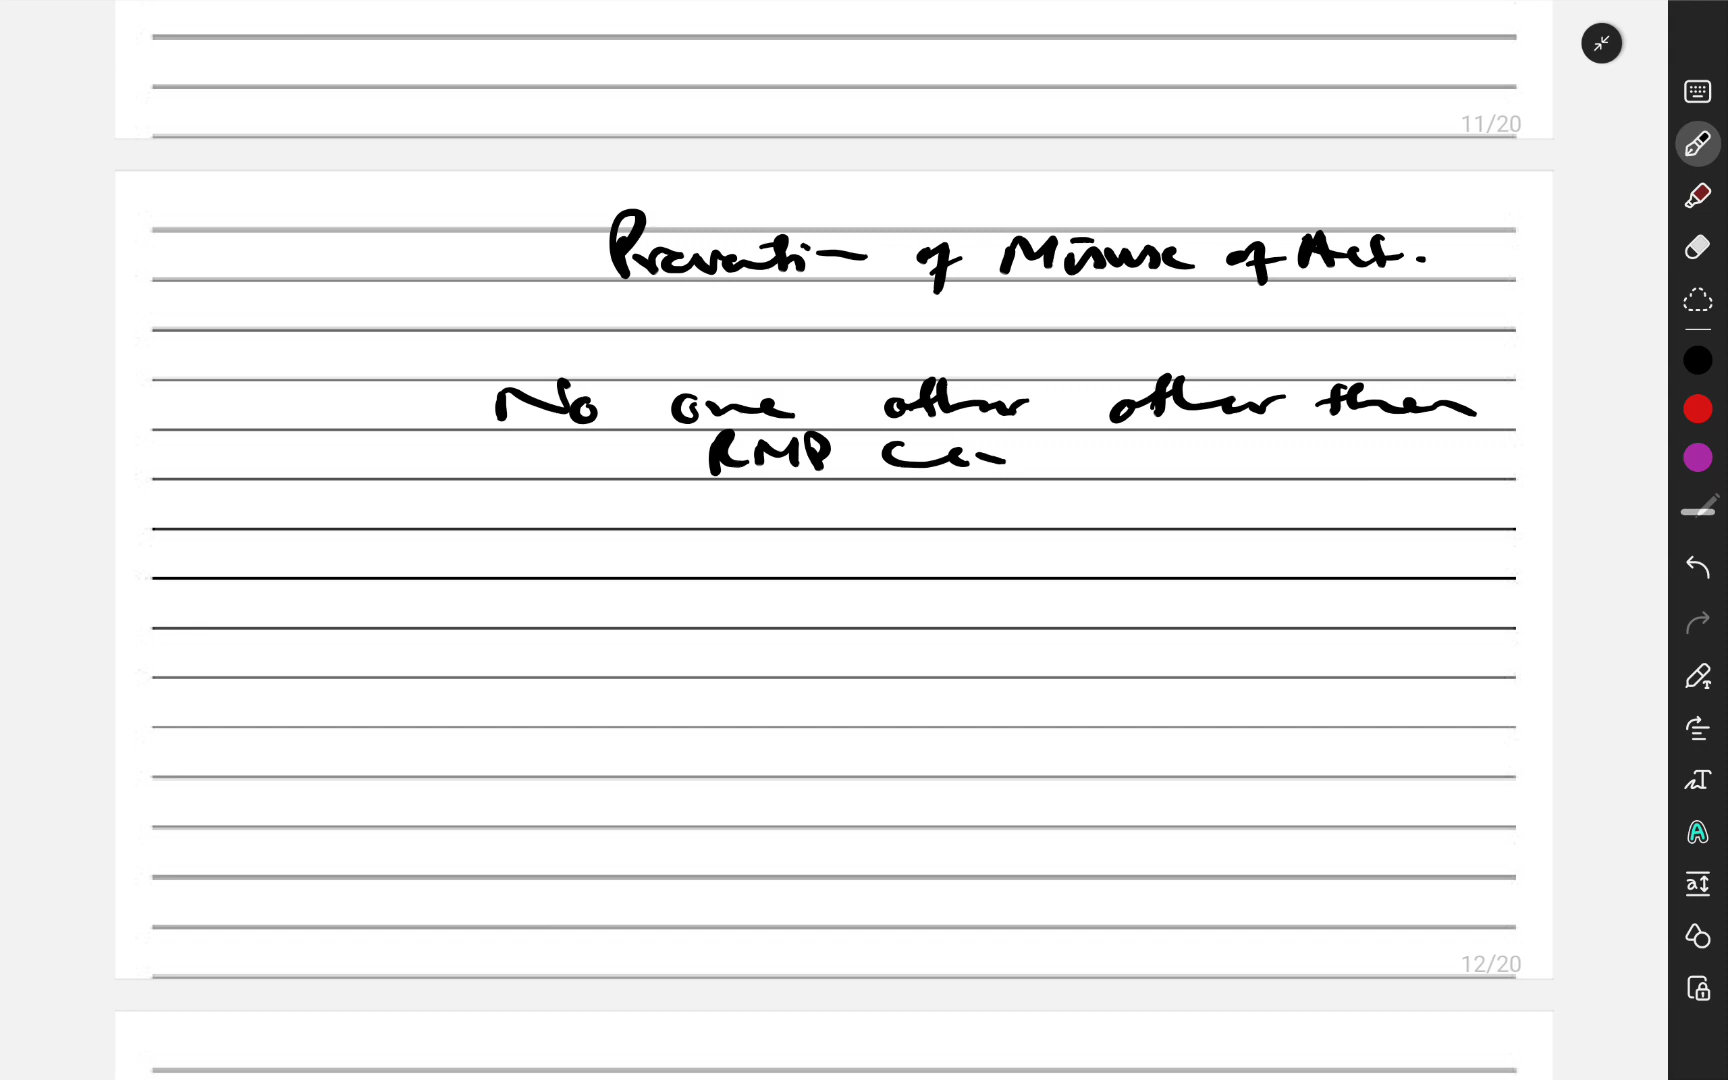 11/20
Prevention of Misuse of Act.
No one other other than
RMP Can
12/20